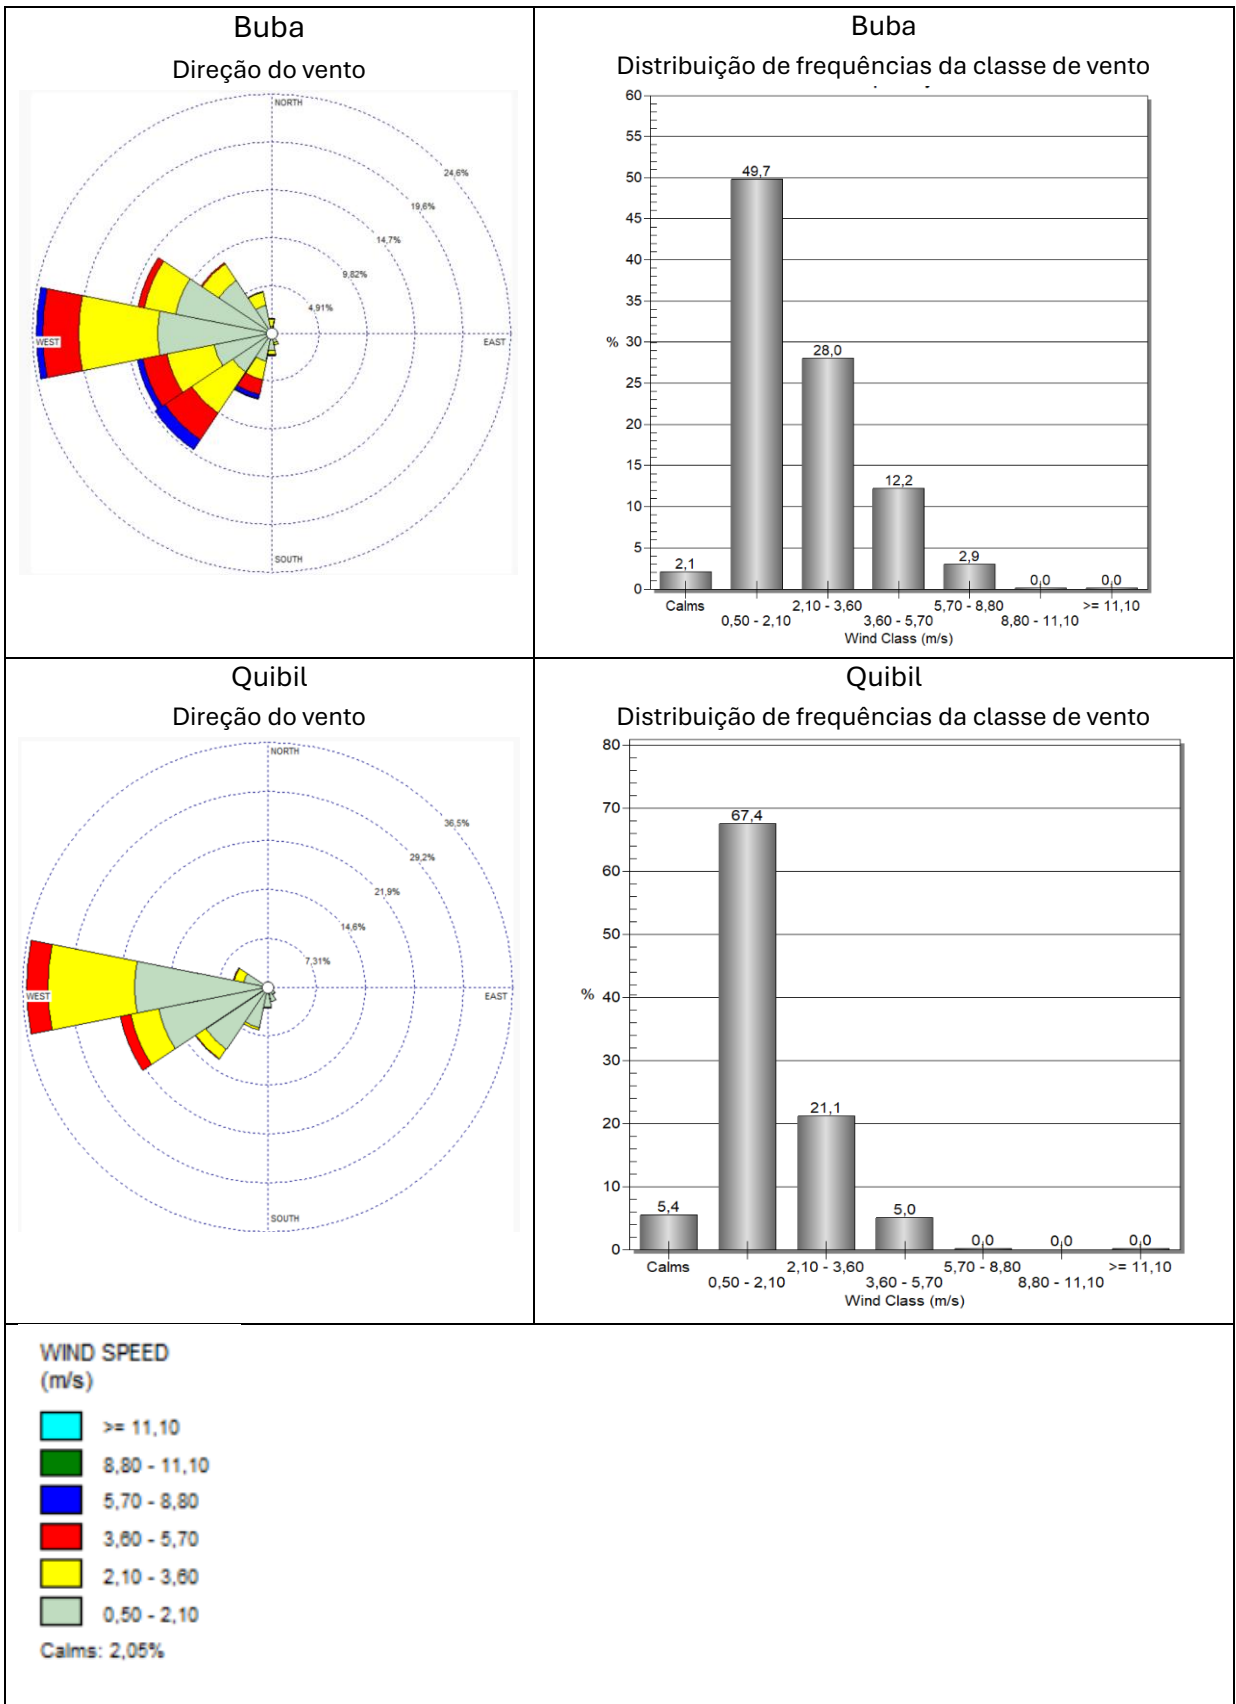 Buba
Direção do vento
NORTH
24,6%
19,6%
14,7%
9,82%
4,91%
WEST
EAST
SOUTH
Buba
Distribuição de frequências da classe de vento
60
55
50
45
40
35
30
25
20
15
10
5
0
%
49,7
28,0
12,2
2,1
2,9
0,0
0,0
Calms
2,10 - 3,60
5,70 - 8,80
>= 11,10
0,50 - 2,10
3,60 - 5,70
8,80 - 11,10
Wind Class (m/s)
Quibil
Direção do vento
NORTH
36,5%
29,2%
21,9%
14,6%
7,31%
WEST
EAST
SOUTH
Quibil
Distribuição de frequências da classe de vento
80
70
60
50
40
30
20
10
0
%
67,4
21,1
5,4
5,0
0,0
0,0
0,0
Calms
2,10 - 3,60
5,70 - 8,80
>= 11,10
0,50 - 2,10
3,60 - 5,70
8,80 - 11,10
Wind Class (m/s)
WIND SPEED
(m/s)
>= 11,10
8,80 - 11,10
5,70 - 8,80
3,60 - 5,70
2,10 - 3,60
0,50 - 2,10
Calms: 2,05%